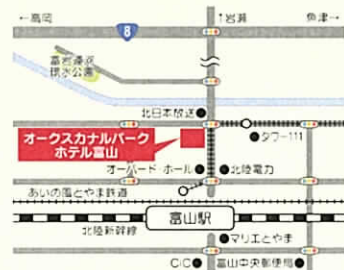 ←高岡
8
↑岩瀬
魚津→
富岩運河
環水公園
北日本放送
タワー111
オークスカナルパーク
ホテル富山
オーバード ホール
北陸電力
あいの風とやま鉄道
富山駅
北陸新幹線
マリエとやま
CiC
富山中央郵便局